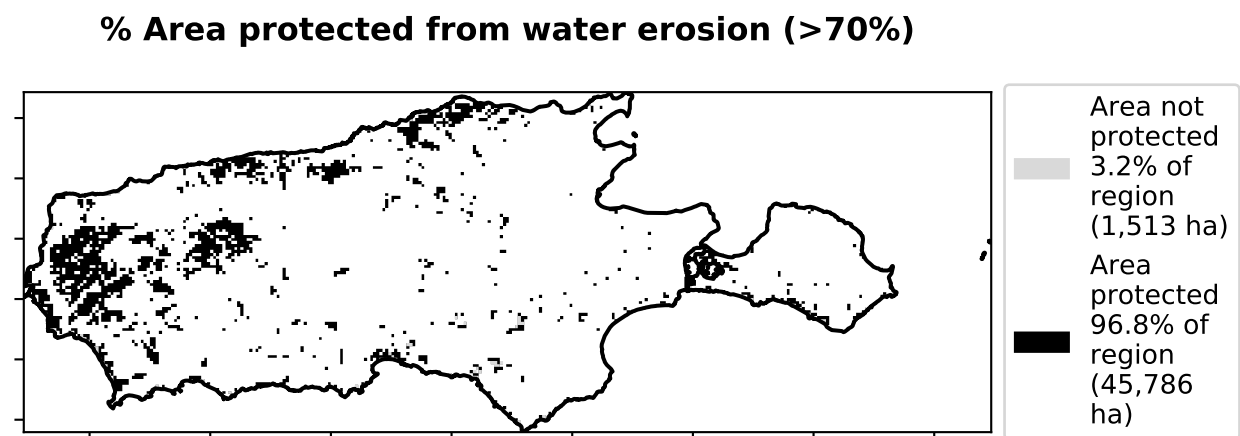 % Area protected from water erosion (>70%)
Area not
protected
3.2% of
region
(1,513 ha)
Area
protected
96.8% of
region
(45,786
ha)